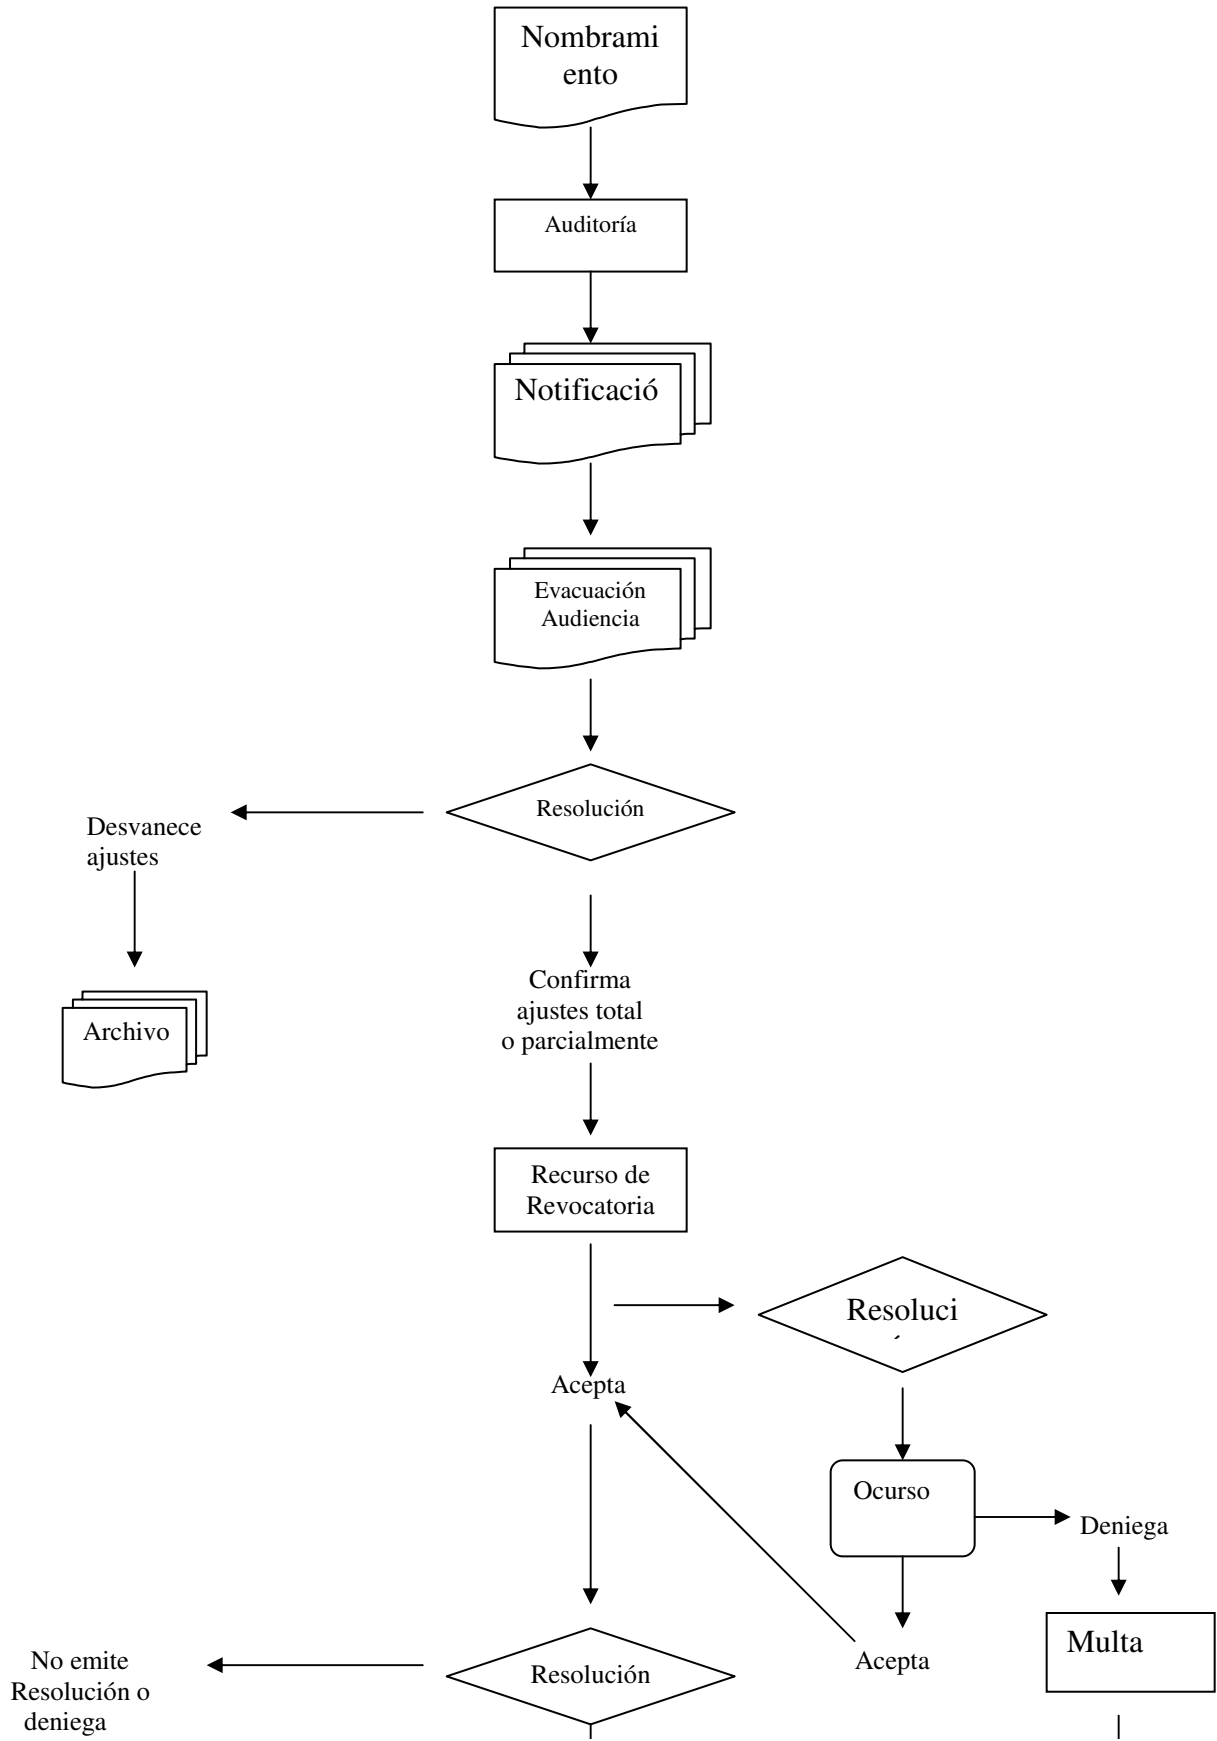 Nombrami
ento
Auditoría
Notificació
Evacuación
Audiencia
Resolución
Desvanece
ajustes
Archivo
Confirma
ajustes total
o parcialmente
Recurso de
Revocatoria
Resoluci
Acepta
Ocurso
Deniega
Multa
Acepta
Resolución
No emite
Resolución o
deniega